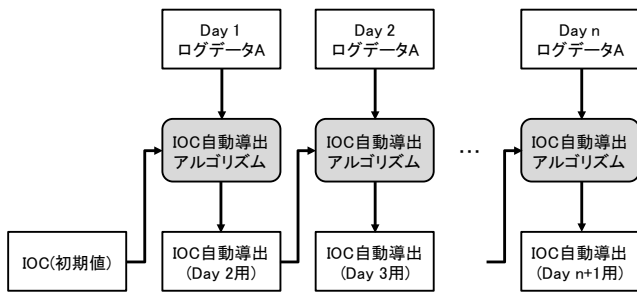 Day 1
ログデータA
Day 2
ログデータA
Day n
ログデータA
IOC自動導出
アルゴリズム
IOC自動導出
アルゴリズム
…
IOC自動導出
アルゴリズム
IOC(初期値)
IOC自動導出
(Day 2用)
IOC自動導出
(Day 3用)
IOC自動導出
(Day n+1用)